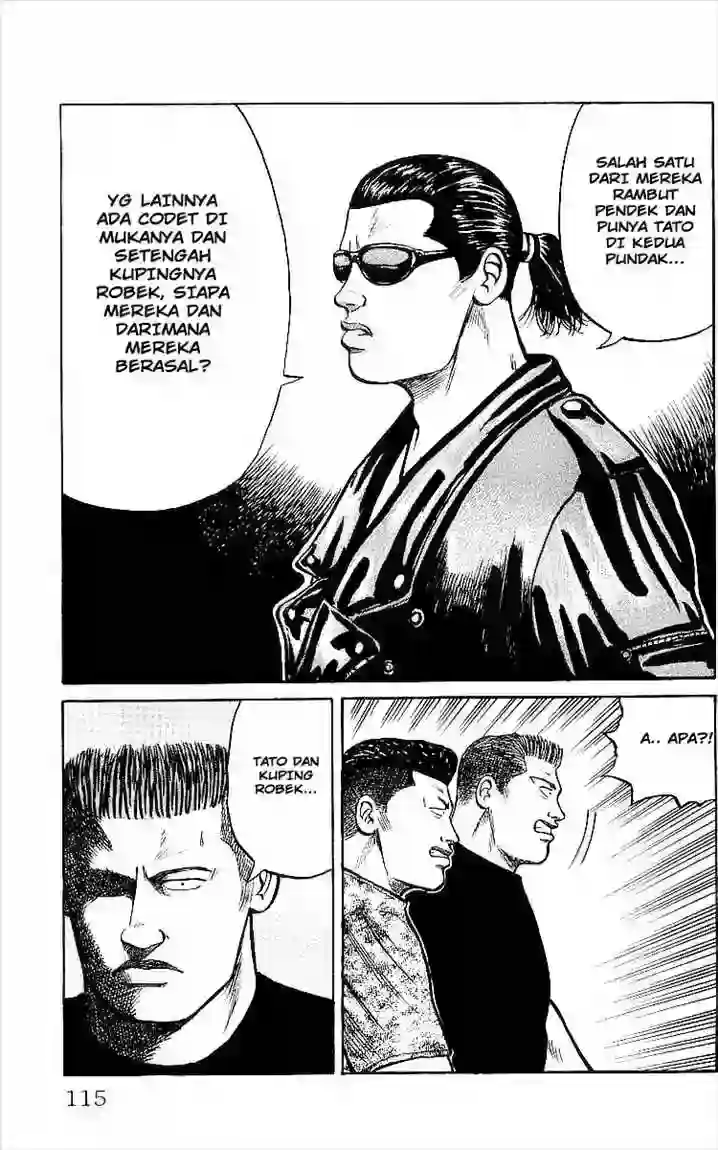 SALAH SATU
DARI MEREKA
RAMBUT
PENDEK DAN
PUNYA TATO
DI KEDUA
PUNDAK...
YG LAINNYA
ADA CODET DI
MUKANYA DAN
SETENGAH
KUPINGNYA
ROBEK, SIAPA
MEREKA DAN
DARIMANA
MEREKA
BERASAL?
A.. APA?!
TATO DAN
KUPING
ROBEK...
115